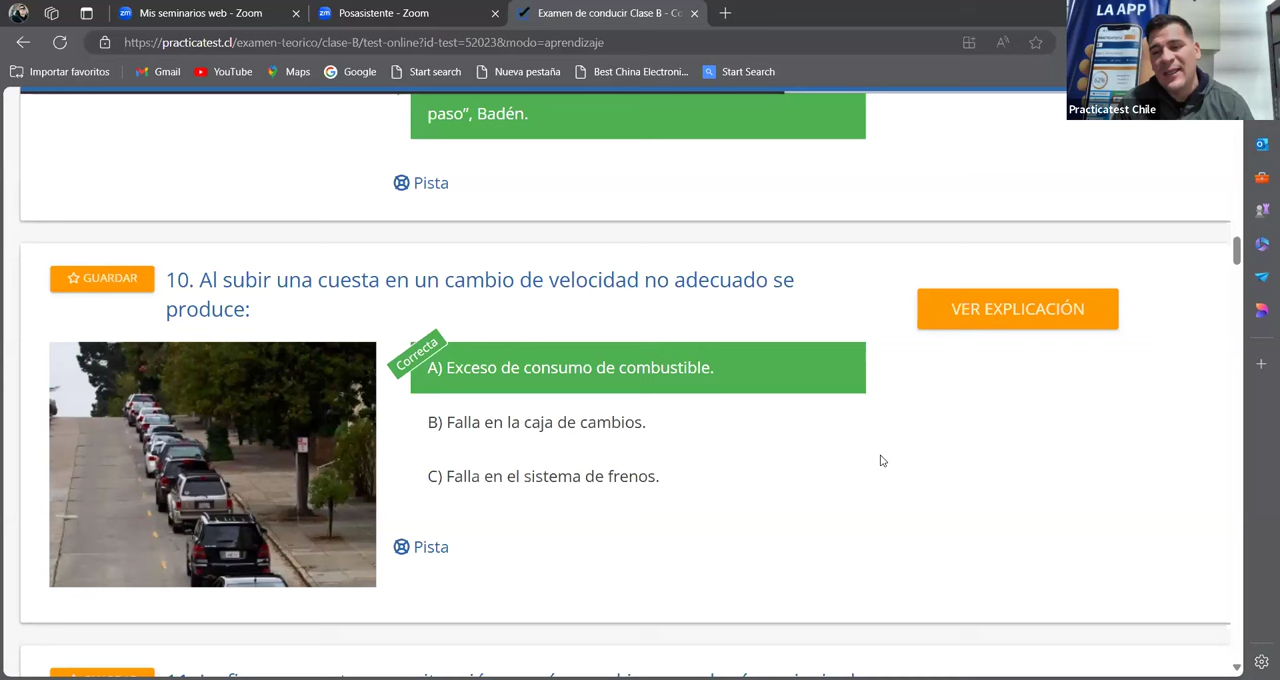 Mis seminarios web - Zoom
Posasistente - Zoom
Examen de conducir Clase B - Co
https://practicatest.cl/examen-teorico/clase-B/test-online?id-test=52023&modo=aprendizaje
Importar favoritos
Gmail
YouTube
Maps
Google
Start search
Nueva pestaña
Best China Electroni...
Start Search
LA APP
62%
Practicatest Chile
paso”, Badén.
Pista
GUARDAR
10. Al subir una cuesta en un cambio de velocidad no adecuado se
produce:
VER EXPLICACIÓN
Correcta
A) Exceso de consumo de combustible.
B) Falla en la caja de cambios.
C) Falla en el sistema de frenos.
Pista